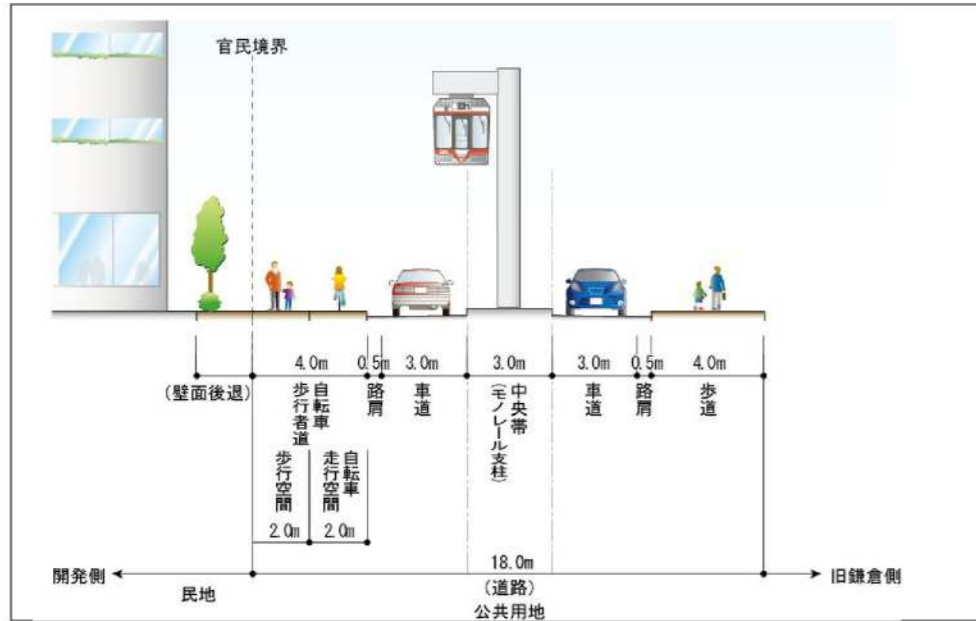 官民境界
4.0m
0.5m
3.0m
3.0m
3.0m
0.5m
4.0m
(壁面後退)
自転車
歩行者道
路肩
車道
中央帯
(モノレール支柱)
車道
路肩
歩道
歩行空間
自転車
走行空間
2.0m
2.0m
18.0m
開発側
民地
(道路)
公共用地
旧鎌倉側